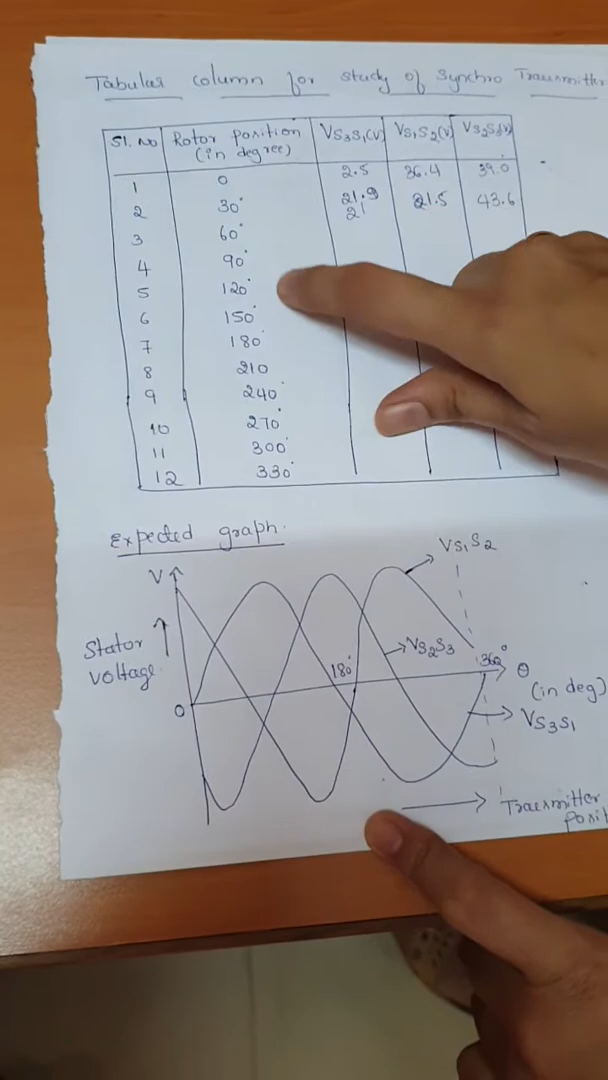 Tabular column for study of Synchro Transmitter
Sl. No Rotor position (in degree) VS3S1(V) VS1S2(V) VS2S3(V)
1 0 2.5 36.4 39.0
2 30° 21.9 21.5 43.6
21
3 60°
4 90°
5 120°
6 150°
7 180°
8 210
9 240°
10 270°
11 300°
12 330°
Expected graph.
V
VS1S2
Stator voltage
VS2S3
180°
360°
0
θ (in deg)
VS3S1
Transmitter
posit